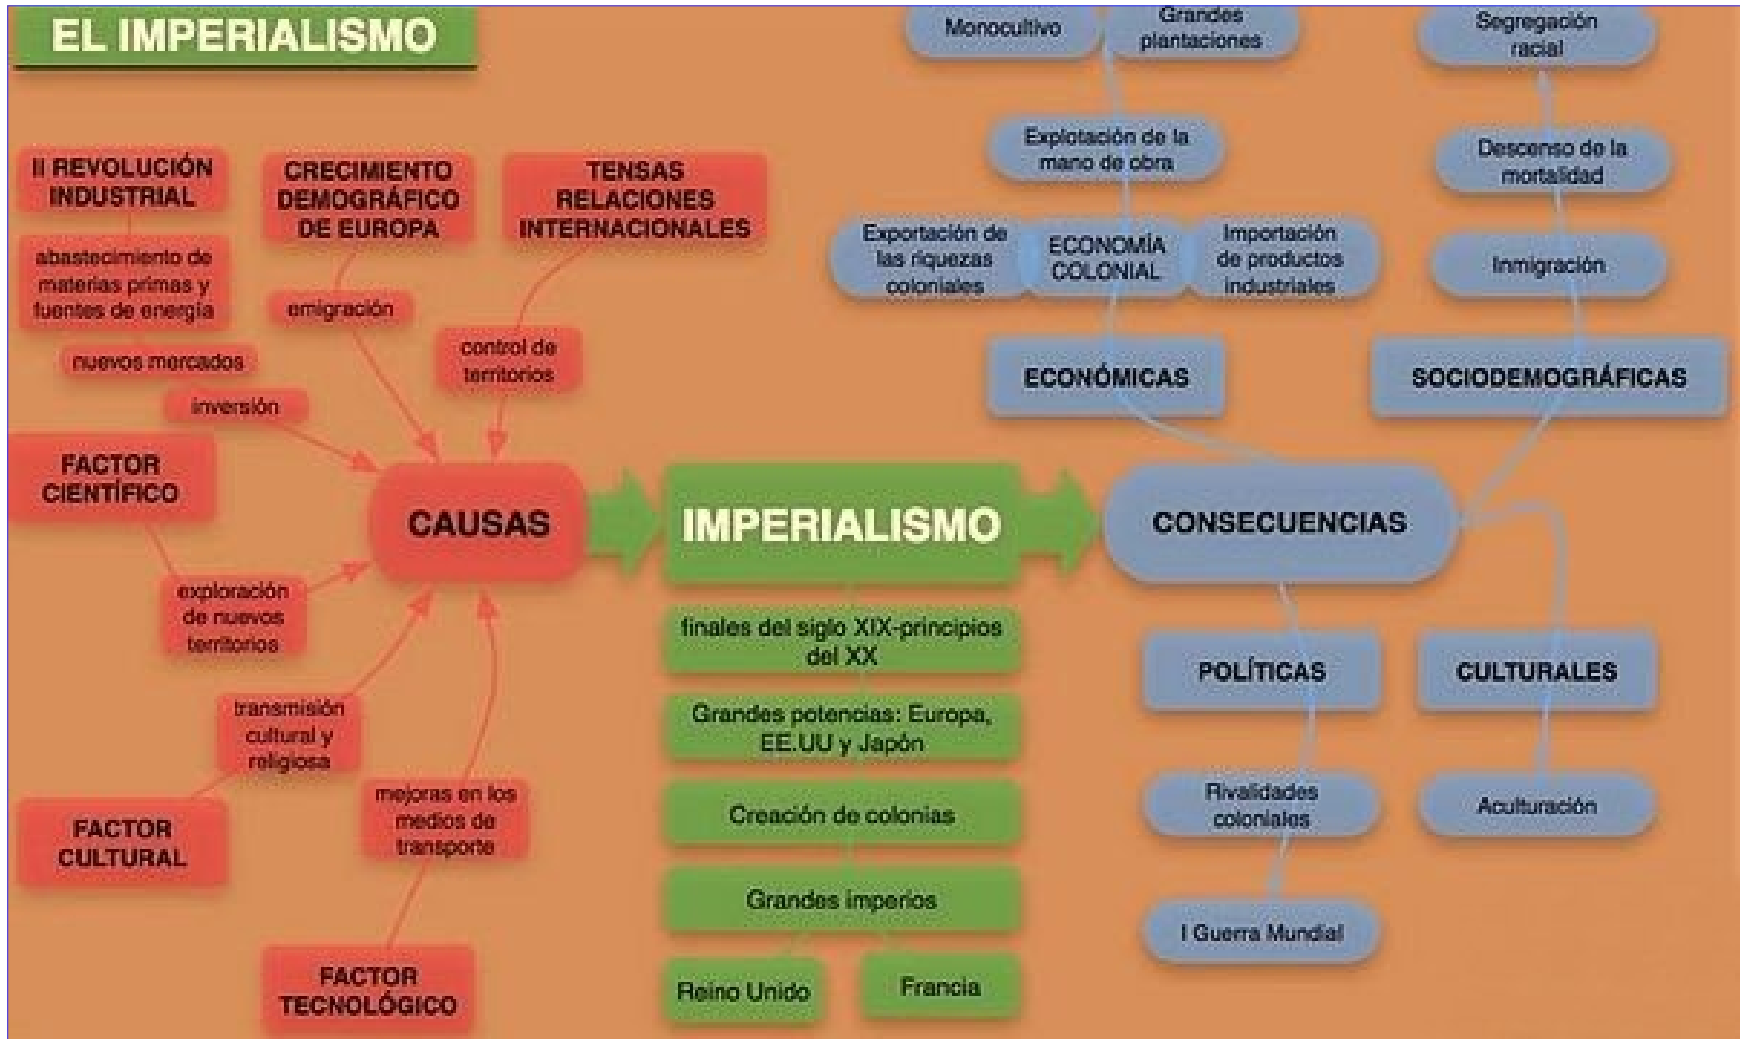 EL IMPERIALISMO
Monocultivo
Grandes
plantaciones
Segregación
racial
Explotación de la
mano de obra
Descenso de la
mortalidad
II REVOLUCIÓN
INDUSTRIAL
CRECIMIENTO
DEMOGRÁFICO
DE EUROPA
TENSAS
RELACIONES
INTERNACIONALES
abastecimiento de
materias primas y
fuentes de energía
emigración
control de
territorios
nuevos mercados
inversión
Exportación de
las riquezas
coloniales
ECONOMÍA
COLONIAL
Importación
de productos
industriales
Inmigración
ECONÓMICAS
SOCIODEMOGRÁFICAS
FACTOR
CIENTÍFICO
CAUSAS
IMPERIALISMO
CONSECUENCIAS
exploración
de nuevos
territorios
finales del siglo XIX-principios
del XX
POLÍTICAS
CULTURALES
transmisión
cultural y
religiosa
Grandes potencias: Europa,
EE.UU y Japón
mejoras en los
medios de
transporte
Creación de colonias
Rivalidades
coloniales
Aculturación
FACTOR
CULTURAL
Grandes imperios
I Guerra Mundial
FACTOR
TECNOLÓGICO
Reino Unido
Francia